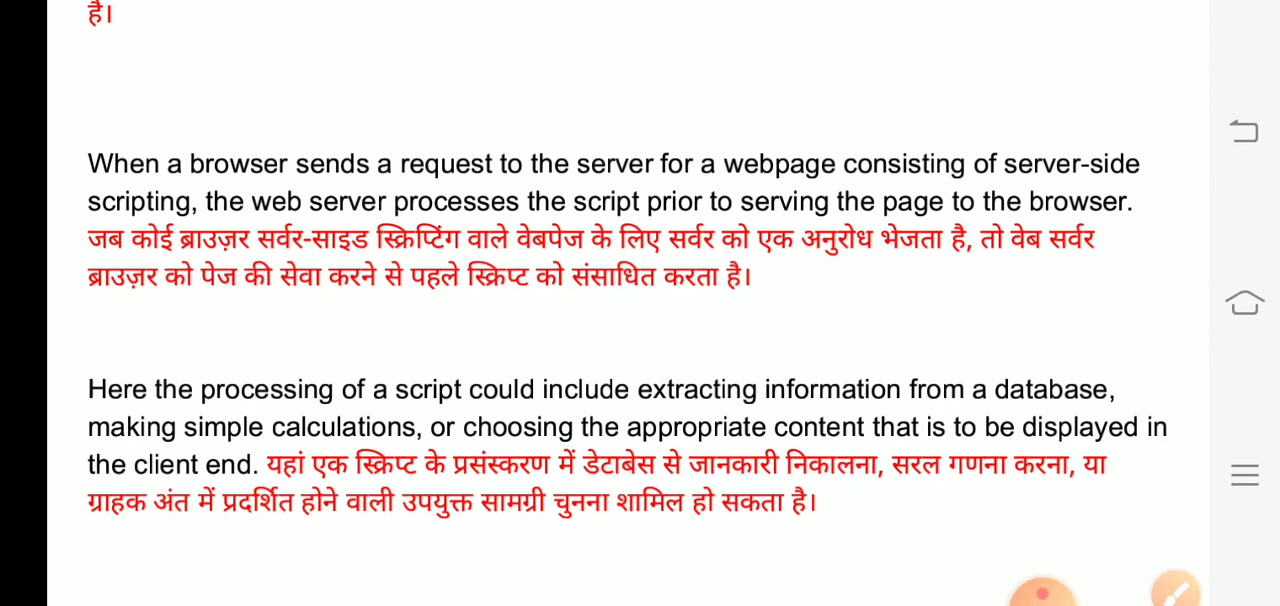 है।
When a browser sends a request to the server for a webpage consisting of server-side
scripting, the web server processes the script prior to serving the page to the browser.
जब कोई ब्राउज़र सर्वर-साइड स्क्रिप्टिंग वाले वेबपेज के लिए सर्वर को एक अनुरोध भेजता है, तो वेब सर्वर
ब्राउज़र को पेज की सेवा करने से पहले स्क्रिप्ट को संसाधित करता है।
Here the processing of a script could include extracting information from a database,
making simple calculations, or choosing the appropriate content that is to be displayed in
the client end. यहां एक स्क्रिप्ट के प्रसंस्करण में डेटाबेस से जानकारी निकालना, सरल गणना करना, या
ग्राहक अंत में प्रदर्शित होने वाली उपयुक्त सामग्री चुनना शामिल हो सकता है।